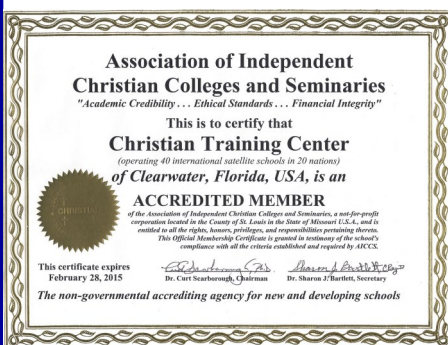 Association of Independent
Christian Colleges and Seminaries
"Academic Credibility . . . Ethical Standards . . . Financial Integrity"
This is to certify that
Christian Training Center
(operating 40 international satellite schools in 20 nations)
of Clearwater, Florida, USA, is an
ACCREDITED MEMBER
of the Association of Independent Christian Colleges and Seminaries, a not-for-profit
corporation located in the County of St. Louis in the State of Missouri U.S.A., and is
entitled to all the rights, honors, privileges, and responsibilities pertaining thereto.
This Official Membership Certificate is granted in testimony of the school's
compliance with all the criteria established and required by AICCS.
CHRISTIAN
This certificate expires
February 28, 2015
Dr. Curt Scarborough, Chairman
Dr. Sharon J. Bartlett, Secretary
The non-governmental accrediting agency for new and developing schools